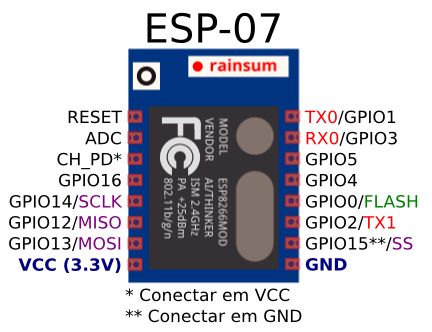 ESP-07
rainsum
RESET
ADC
CH_PD*
GPIO16
GPIO14/SCLK
GPIO12/MISO
GPIO13/MOSI
VCC (3.3V)
MODEL
VENDOR
ESP8266MOD
AI/THINKER
ISM 2.4GHz
PA +25dBm
802.11b/g/n
FC
TX0/GPIO1
RX0/GPIO3
GPIO5
GPIO4
GPIO0/FLASH
GPIO2/TX1
GPIO15**/SS
GND
* Conectar em VCC
** Conectar em GND